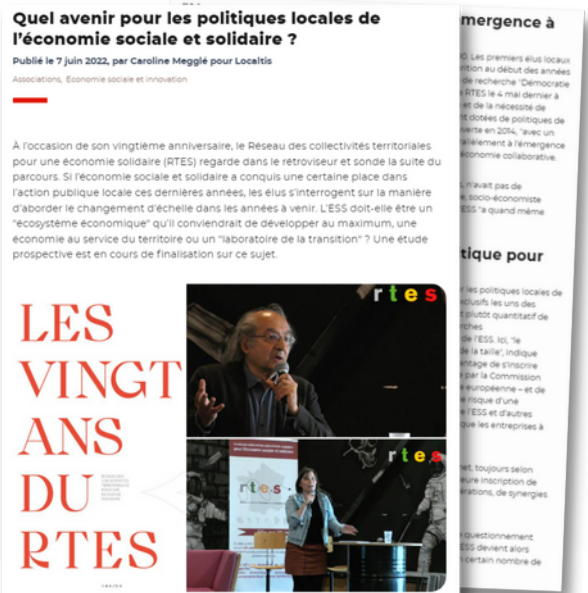 Quel avenir pour les politiques locales de
l'économie sociale et solidaire ?
Publié le 7 juin 2022, par Caroline Megglé pour Localtis
Associations, Economie sociale et innovation
À l'occasion de son vingtième anniversaire, le Réseau des collectivités territoriales
pour une économie solidaire (RTES) regarde dans le rétroviseur et sonde la suite du
parcours. Si l'économie sociale et solidaire a conquis une certaine place dans
l'action publique locale ces dernières années, les élus s'interrogent sur la manière
d'aborder le changement d'échelle dans les années à venir. L'ESS doit-elle être un
"écosystème économique" qu'il conviendrait de développer au maximum, une
économie au service du territoire ou un "laboratoire de la transition" ? Une étude
prospective est en cours de finalisation sur ce sujet.
LES
VINGT
ANS
DU
RTES
rtes
rtes
rtes
mergence à
Les premiers élus locaux
ition au début des années
de recherche "Démocratie
RTES le 4 mai dernier à
et de la nécessité de
nt dotées de politiques de
verte en 2014, "avec un
rallèlement à l'émergence
économie collaborative.
n'avait pas de
socio-économiste
ESS "a quand même
tique pour
les politiques locales de
xclusifs les uns des
plutôt quantitatif de
rches
de l'ESS. Ici, "le
de la taille", indique
ntage de s'inscrire
par la Commission
européenne – et de
risque d'une
e l'ESS et d'autres
que les entreprises à
et, toujours selon
eure inscription de
érations, de synergies
questionnement
ESS devient alors
certain nombre de